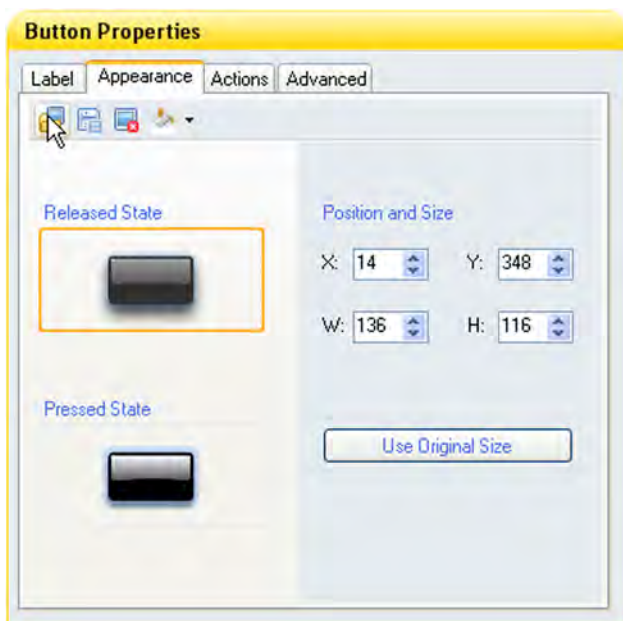 Button Properties
Label Appearance Actions Advanced
Released State
Position and Size
X: 14 Y: 348
W: 136 H: 116
Pressed State
Use Original Size